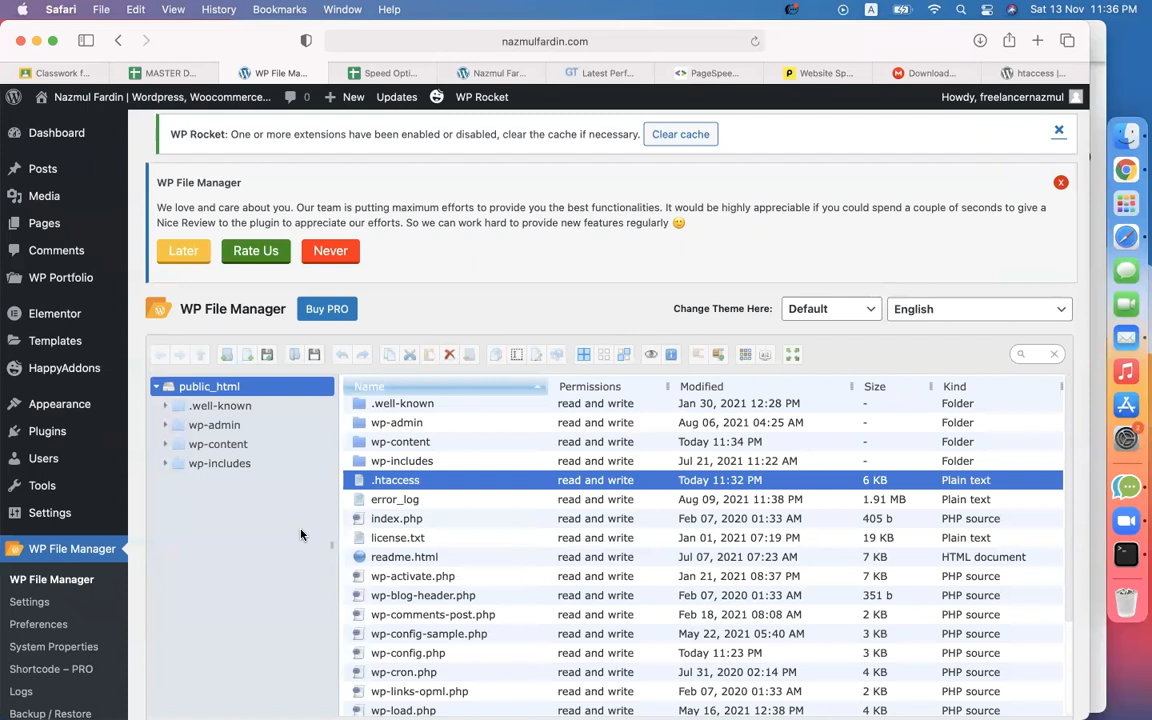 Safari File Edit View History Bookmarks Window Help A Sat 13 Nov 11:36 PM
nazmulfardin.com
Classwork f... MASTER D... WP File Ma... Speed Opti... Nazmul Far... GT Latest Perf... PageSpee... Website Sp... Download... htaccess |...
Nazmul Fardin | Wordpress, Woocommerce... 0 New Updates WP Rocket Howdy, freelancernazmul
Dashboard
Posts
Media
Pages
Comments
WP Portfolio
Elementor
Templates
HappyAddons
Appearance
Plugins
Users
Tools
Settings
WP File Manager
WP File Manager
Settings
Preferences
System Properties
Shortcode – PRO
Logs
Backup / Restore
WP Rocket: One or more extensions have been enabled or disabled, clear the cache if necessary. Clear cache
WP File Manager
We love and care about you. Our team is putting maximum efforts to provide you the best functionalities. It would be highly appreciable if you could spend a couple of seconds to give a
Nice Review to the plugin to appreciate our efforts. So we can work hard to provide new features regularly
Later Rate Us Never
WP File Manager Buy PRO Change Theme Here: Default English
public_html
.well-known
wp-admin
wp-content
wp-includes
Name Permissions Modified Size Kind
.well-known read and write Jan 30, 2021 12:28 PM - Folder
wp-admin read and write Aug 06, 2021 04:25 AM - Folder
wp-content read and write Today 11:34 PM - Folder
wp-includes read and write Jul 21, 2021 11:22 AM - Folder
.htaccess read and write Today 11:32 PM 6 KB Plain text
error_log read and write Aug 09, 2021 11:38 PM 1.91 MB Plain text
index.php read and write Feb 07, 2020 01:33 AM 405 b PHP source
license.txt read and write Jan 01, 2021 07:19 PM 19 KB Plain text
readme.html read and write Jul 07, 2021 07:23 AM 7 KB HTML document
wp-activate.php read and write Jan 21, 2021 08:37 PM 7 KB PHP source
wp-blog-header.php read and write Feb 07, 2020 01:33 AM 351 b PHP source
wp-comments-post.php read and write Feb 18, 2021 08:08 AM 2 KB PHP source
wp-config-sample.php read and write May 22, 2021 05:40 AM 3 KB PHP source
wp-config.php read and write Today 11:23 PM 3 KB PHP source
wp-cron.php read and write Jul 31, 2020 02:14 PM 4 KB PHP source
wp-links-opml.php read and write Feb 07, 2020 01:33 AM 2 KB PHP source
wp-load.php read and write May 16, 2021 12:38 PM 4 KB PHP source